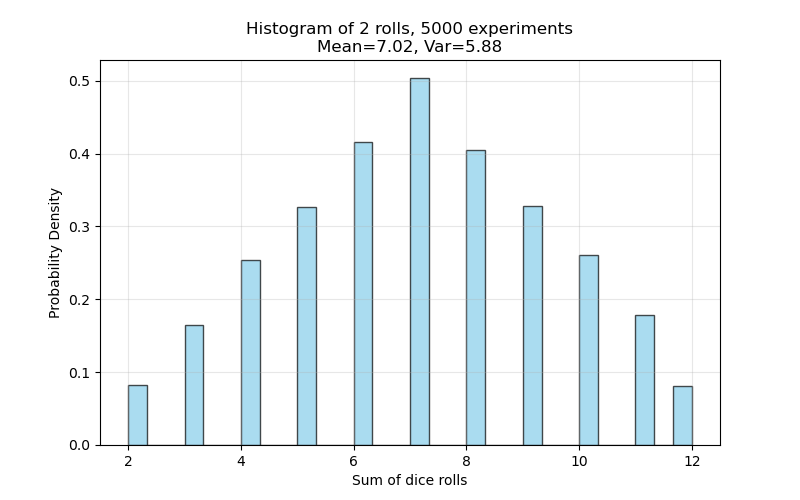 Histogram of 2 rolls, 5000 experiments
Mean=7.02, Var=5.88
Probability Density
0.5
0.4
0.3
0.2
0.1
0.0
2 4 6 8 10 12
Sum of dice rolls